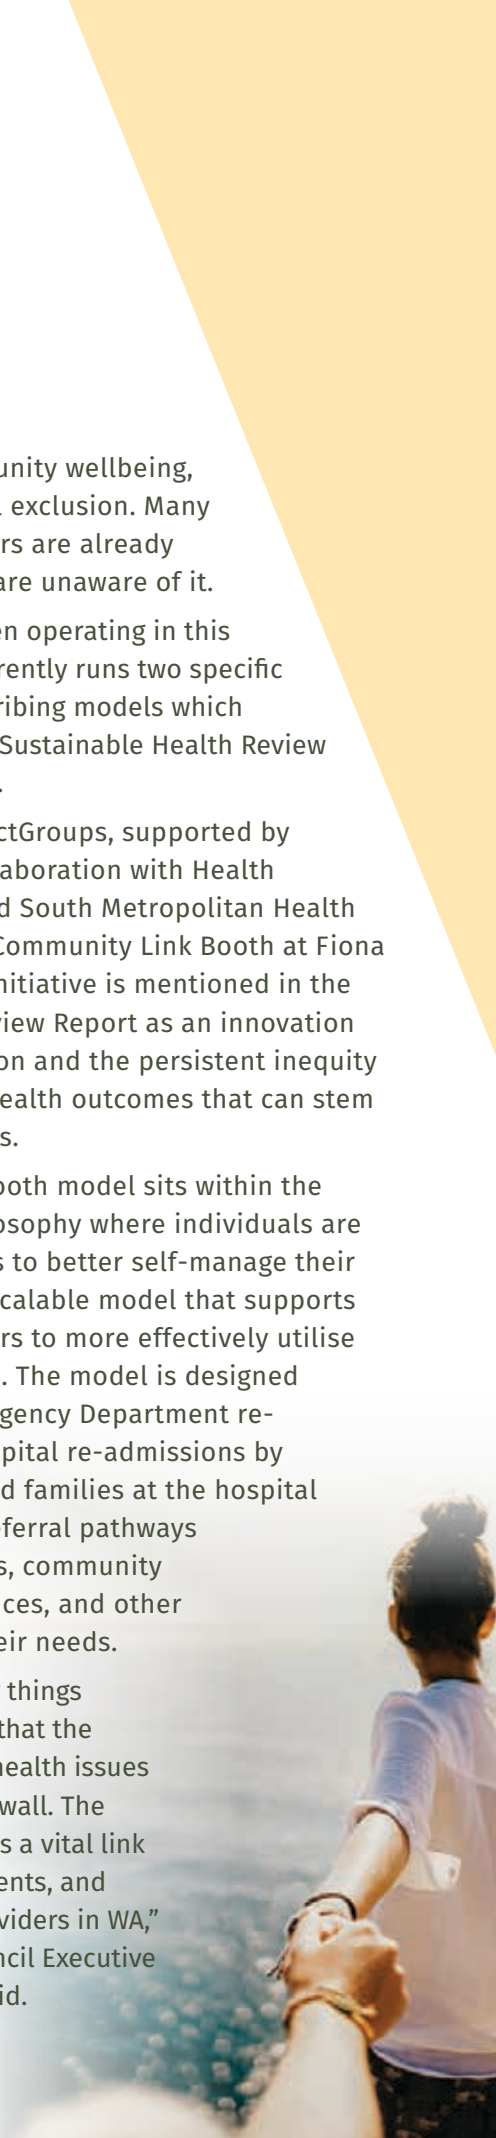 unity wellbeing,
exclusion. Many
rs are already
are unaware of it.
en operating in this
rently runs two specific
ribing models which
Sustainable Health Review
.
ctGroups, supported by
laboration with Health
d South Metropolitan Health
Community Link Booth at Fiona
nitiative is mentioned in the
view Report as an innovation
on and the persistent inequity
ealth outcomes that can stem
s.
ooth model sits within the
osophy where individuals are
s to better self-manage their
calable model that supports
rs to more effectively utilise
. The model is designed
gency Department re-
pital re-admissions by
d families at the hospital
eferral pathways
s, community
ices, and other
eir needs.
things
that the
health issues
wall. The
s a vital link
ents, and
viders in WA,”
ncil Executive
id.